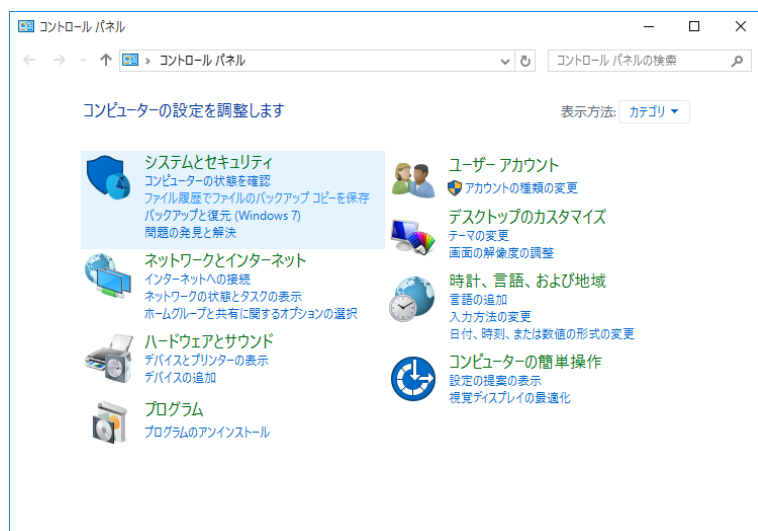 コントロール パネル
コントロール パネル
コントロール パネルの検索
コンピューターの設定を調整します
表示方法: カテゴリ
システムとセキュリティ
コンピューターの状態を確認
ファイル履歴でファイルのバックアップ コピーを保存
バックアップと復元 (Windows 7)
問題の発見と解決
ネットワークとインターネット
インターネットへの接続
ネットワークの状態とタスクの表示
ホームグループと共有に関するオプションの選択
ハードウェアとサウンド
デバイスとプリンターの表示
デバイスの追加
プログラム
プログラムのアンインストール
ユーザー アカウント
アカウントの種類の変更
デスクトップのカスタマイズ
テーマの変更
画面の解像度の調整
時計、言語、および地域
言語の追加
入力方法の変更
日付、時刻、または数値の形式の変更
コンピューターの簡単操作
設定の提案の表示
視覚ディスプレイの最適化